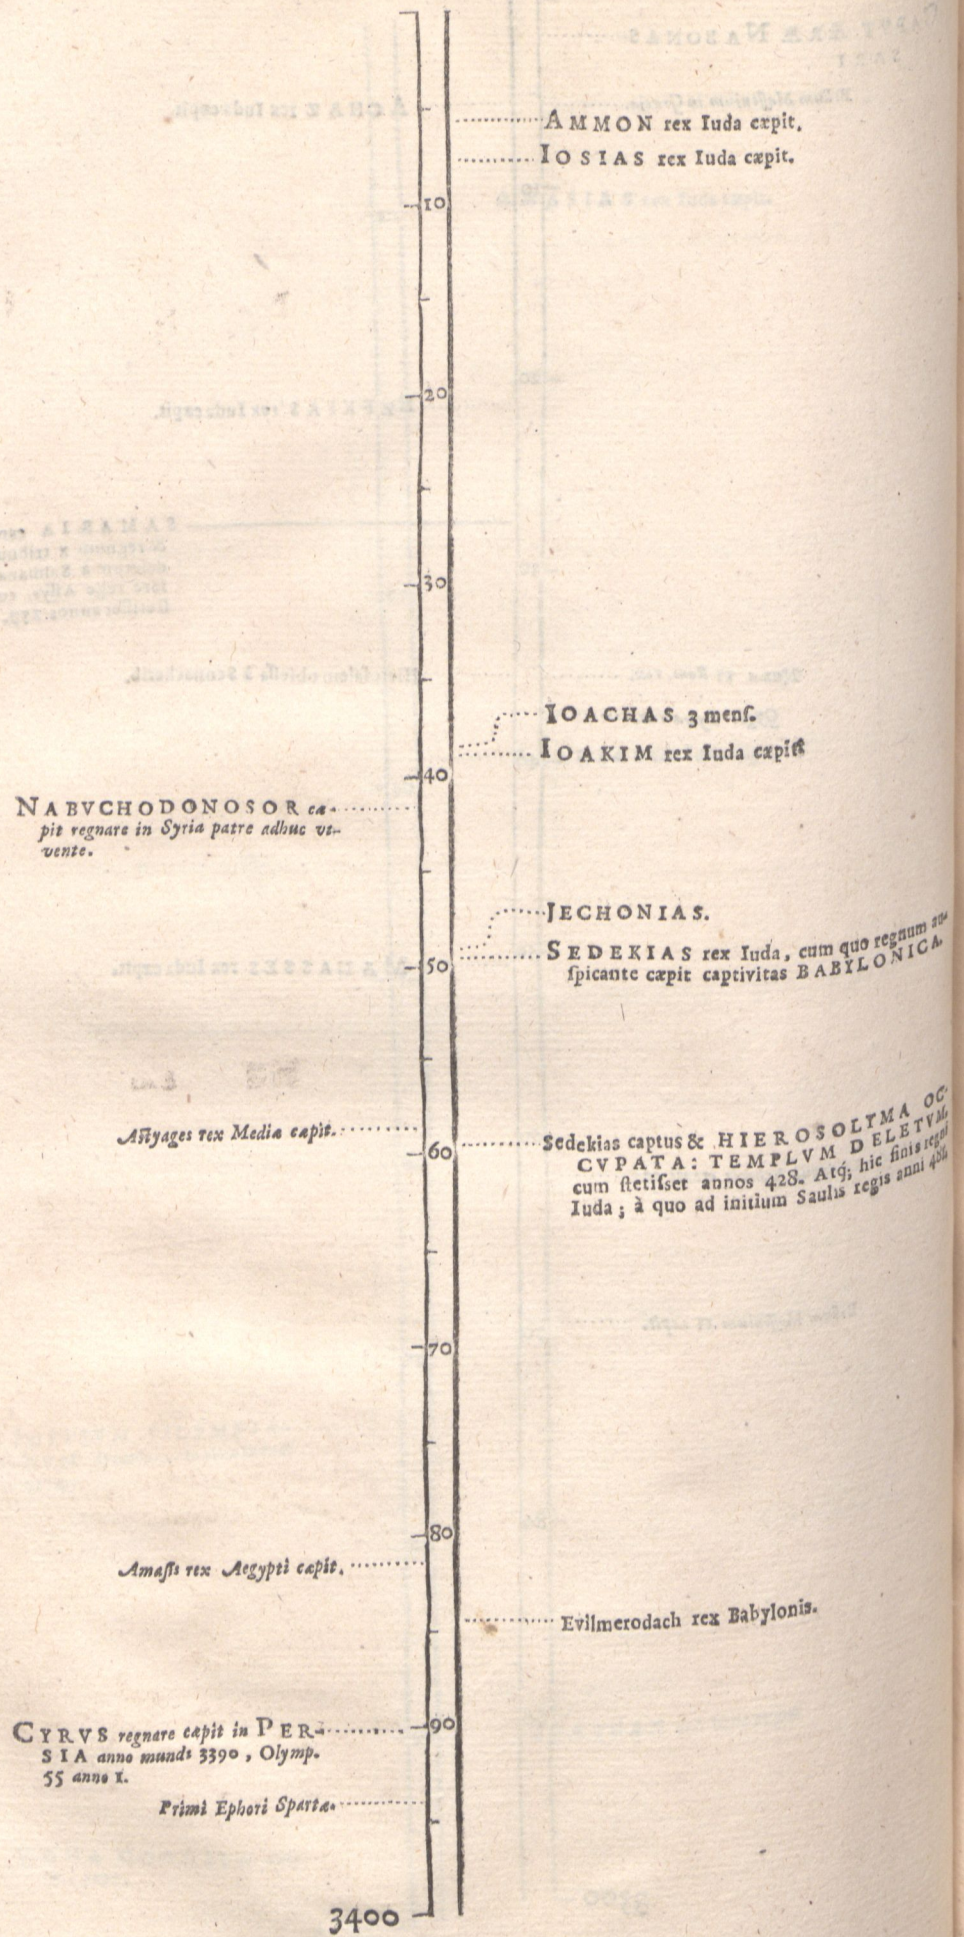 AMMON rex Iuda cæpit.
IOSIAS rex Iuda cæpit.
10
20
30
IOACHAS 3 menſ.
IOAKIM rex Iuda cæpit
40
NABVCHODONOSOR cæ-
pit regnare in Syria patre adhuc vi-
vente.
JECHONIAS.
SEDEKIAS rex Iuda, cum quo regnum au-
ſpicante cæpit captivitas BABYLONICA.
50
Aſtyages rex Mediæ cæpit.
60
Sedekias captus & HIEROSOLYMA OC-
CVPATA: TEMPLVM DELETVM,
cum ſtetiſſet annos 428. Atq; hic finis regni
Iuda; à quo ad initium Saulis regis anni 486.
70
80
Amaſis rex Aegypti cæpit.
Evilmerodach rex Babylonis.
90
CYRVS regnare cæpit in PER-
SIA anno mundi 3390, Olymp.
55 anno 1.
Primi Ephori Spartæ.
3400